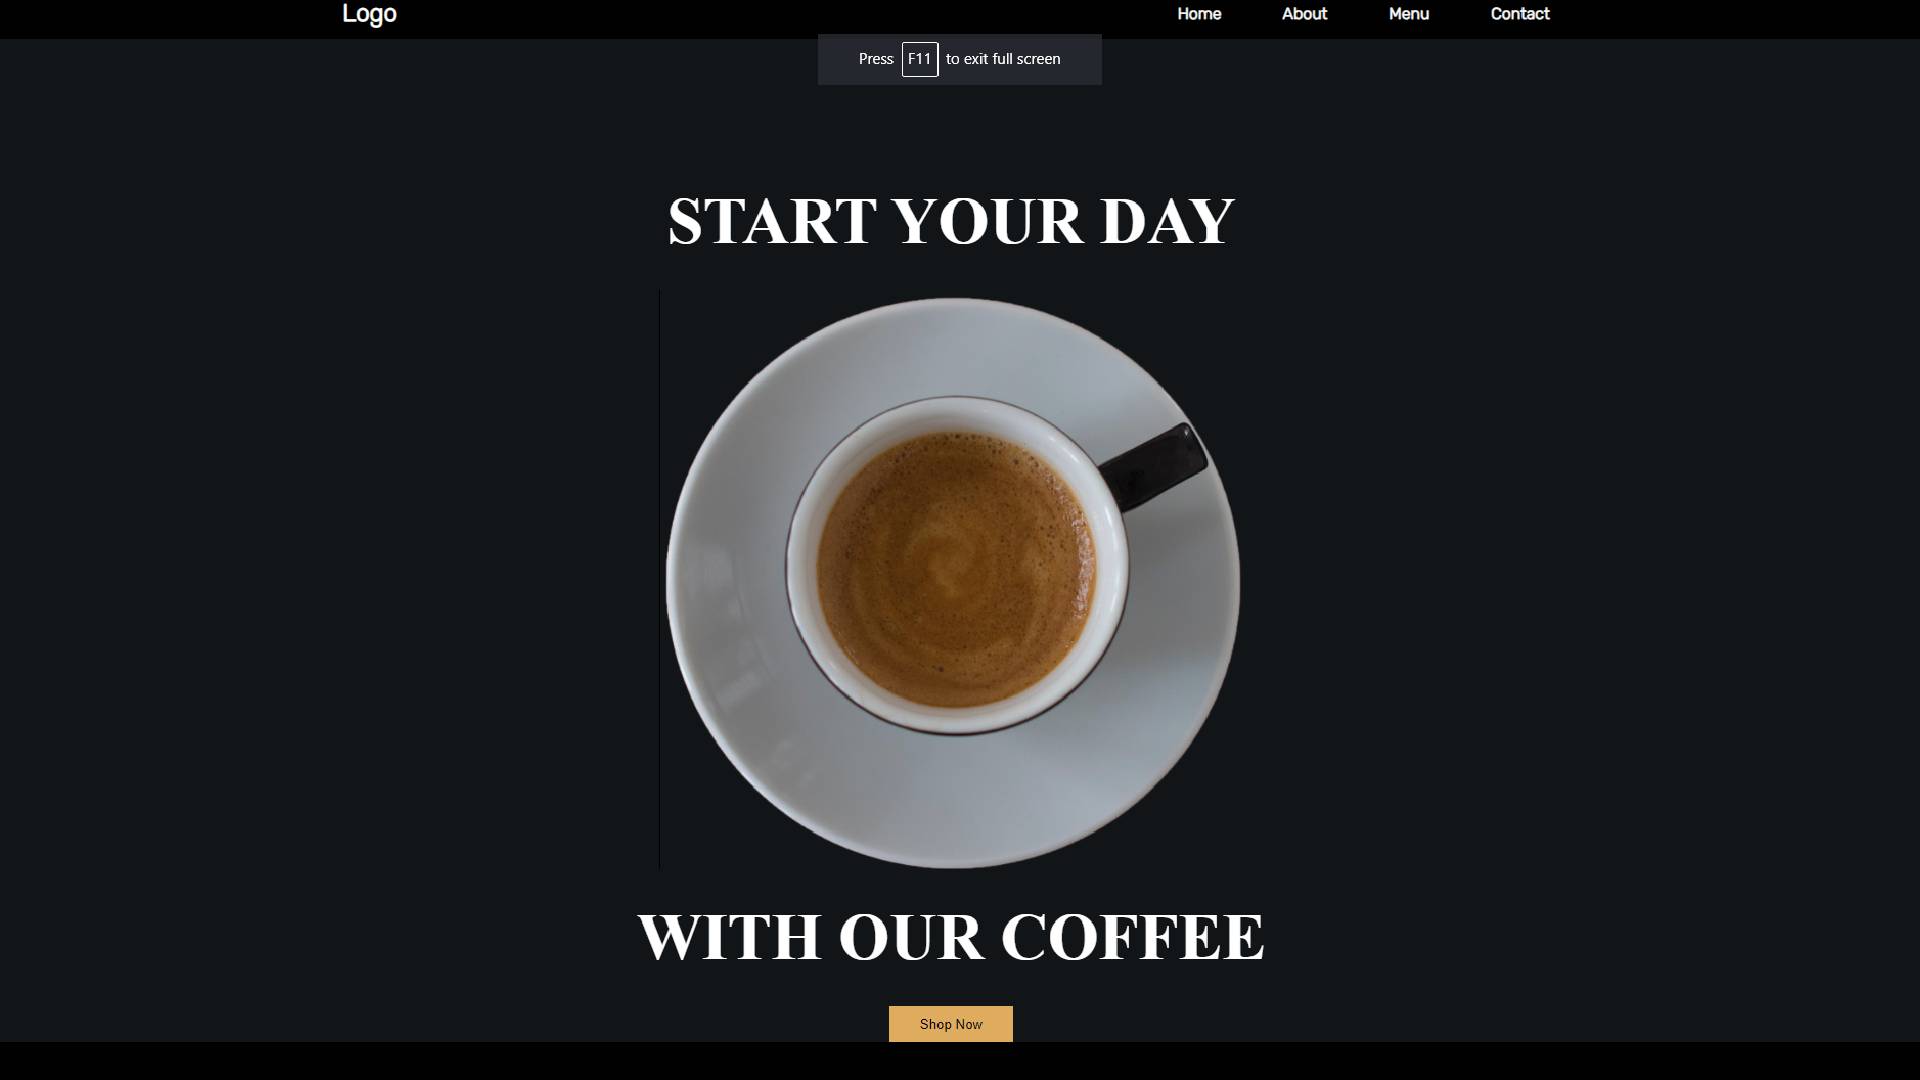 Logo
Home About Menu Contact
Press F11 to exit full screen
START YOUR DAY
WITH OUR COFFEE
Shop Now